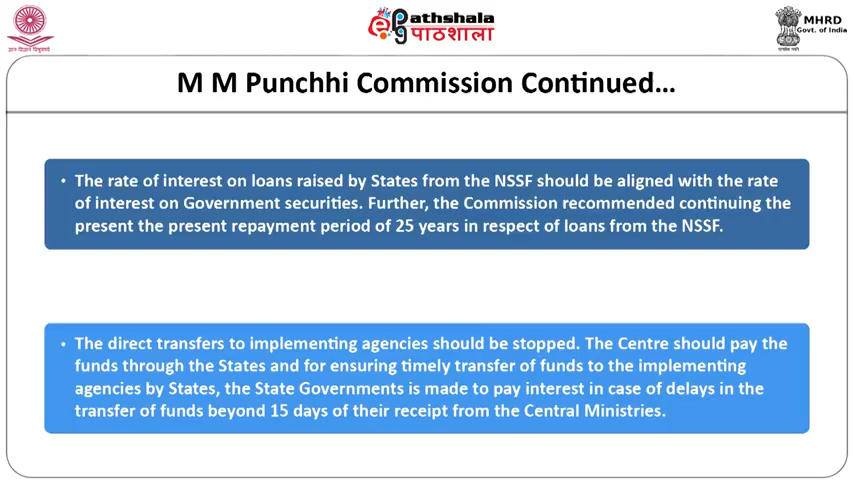 ज्ञान-विज्ञान विमुक्तये
Pathshala
पाठशाला
MHRD
Govt. of India
सत्यमेव जयते
M M Punchhi Commission Continued...
• The rate of interest on loans raised by States from the NSSF should be aligned with the rate
of interest on Government securities. Further, the Commission recommended continuing the
present the present repayment period of 25 years in respect of loans from the NSSF.
• The direct transfers to implementing agencies should be stopped. The Centre should pay the
funds through the States and for ensuring timely transfer of funds to the implementing
agencies by States, the State Governments is made to pay interest in case of delays in the
transfer of funds beyond 15 days of their receipt from the Central Ministries.